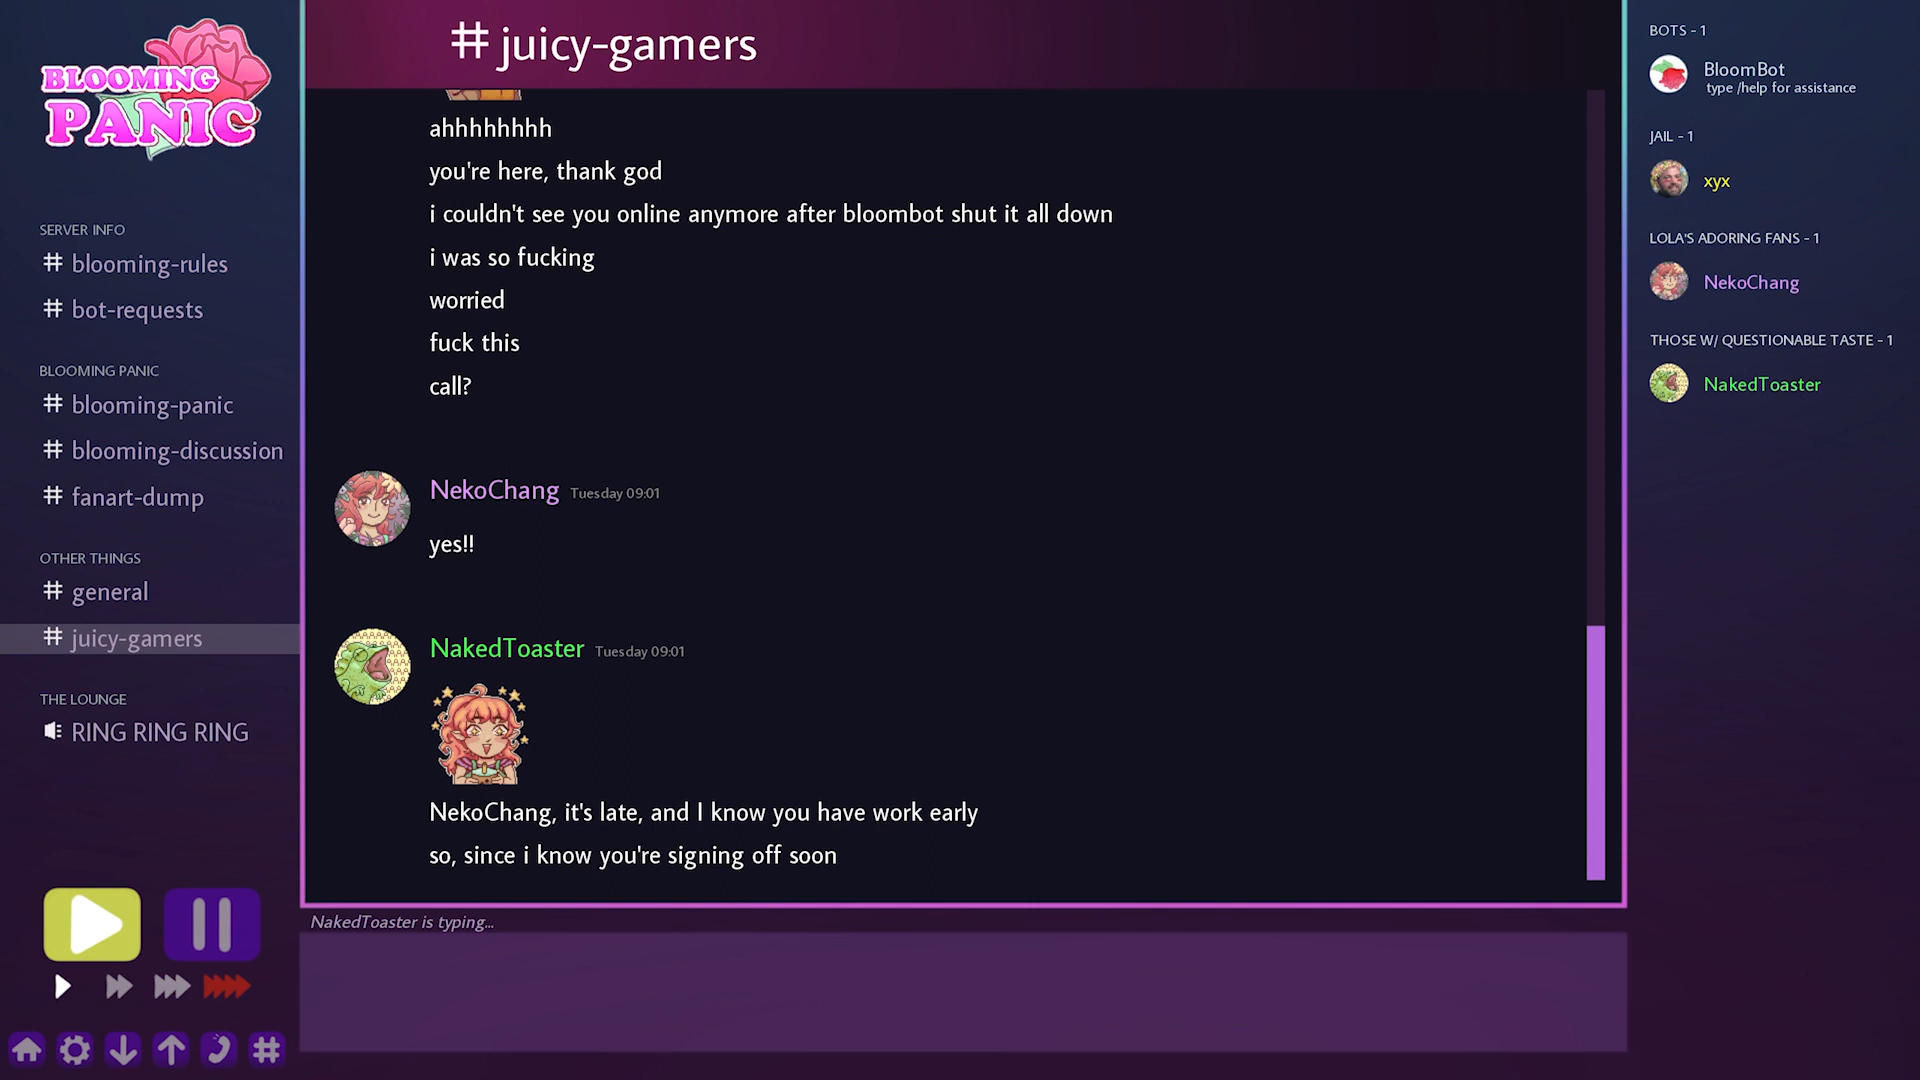 BLOOMING
PANIC
SERVER INFO
# blooming-rules
# bot-requests
BLOOMING PANIC
# blooming-panic
# blooming-discussion
# fanart-dump
OTHER THINGS
# general
# juicy-gamers
THE LOUNGE
RING RING RING
# juicy-gamers
ahhhhhhhh
you're here, thank god
i couldn't see you online anymore after bloombot shut it all down
i was so fucking
worried
fuck this
call?
NekoChang Tuesday 09:01
yes!!
NakedToaster Tuesday 09:01
NekoChang, it's late, and I know you have work early
so, since i know you're signing off soon
NakedToaster is typing...
BOTS - 1
BloomBot
type /help for assistance
JAIL - 1
xyx
LOLA'S ADORING FANS - 1
NekoChang
THOSE W/ QUESTIONABLE TASTE - 1
NakedToaster